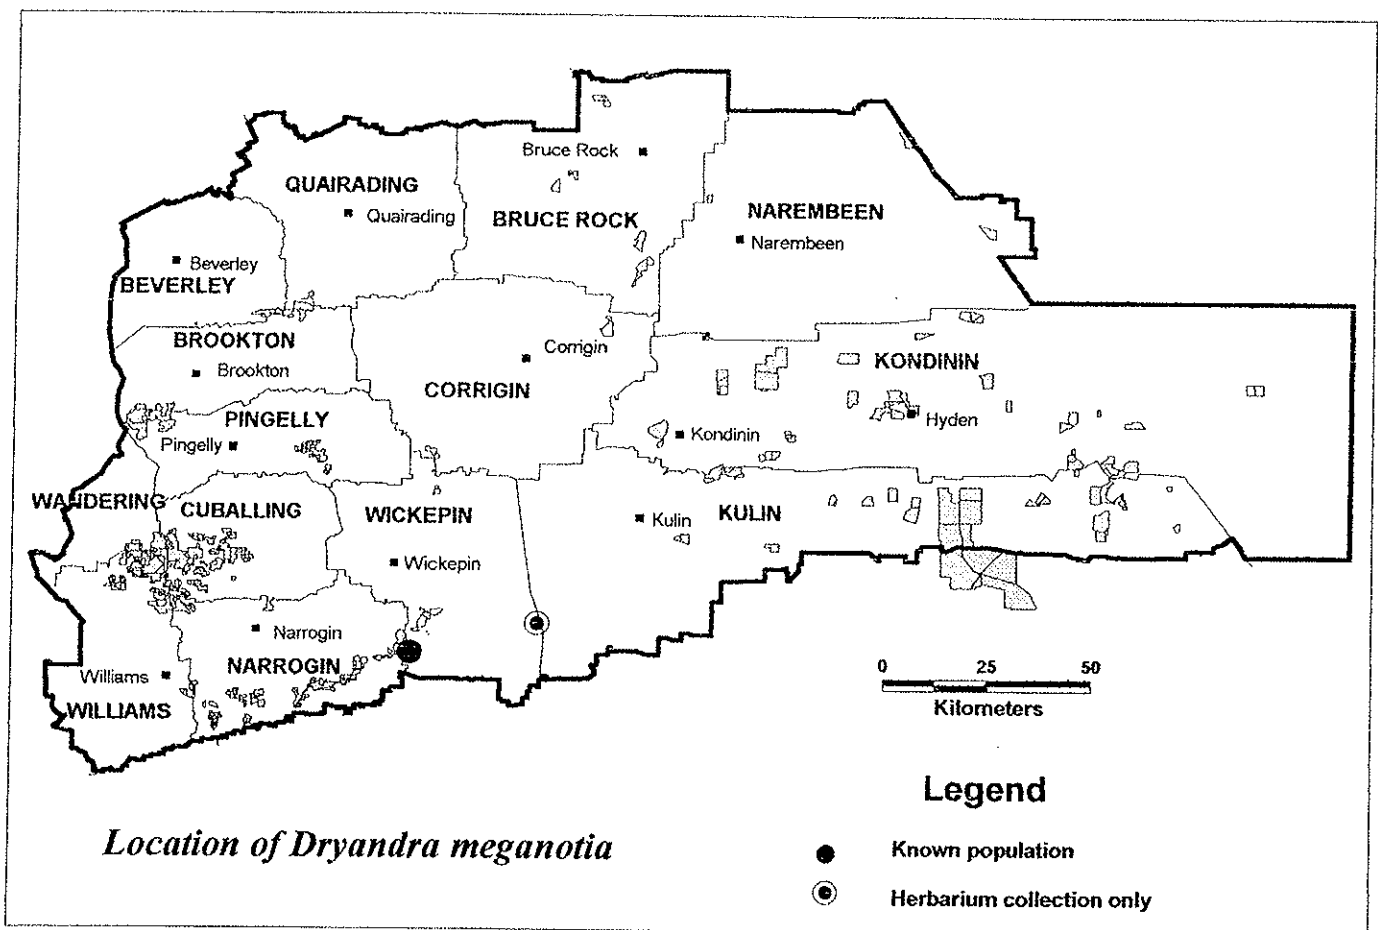 Bruce Rock
QUAIRADING
Quairading
BRUCE ROCK
NAREMBEEN
Narembeen
Beverley
BEVERLEY
BROOKTON
Brookton
Corrigin
CORRIGIN
KONDININ
PINGELLY
Pingelly
Kondinin
Hyden
WANDERING
CUBALLING
WICKEPIN
Kulin
KULIN
Wickepin
Narrogin
NARROGIN
Williams
WILLIAMS
0 25 50
Kilometers
Legend
Location of Dryandra meganotia
Known population
Herbarium collection only